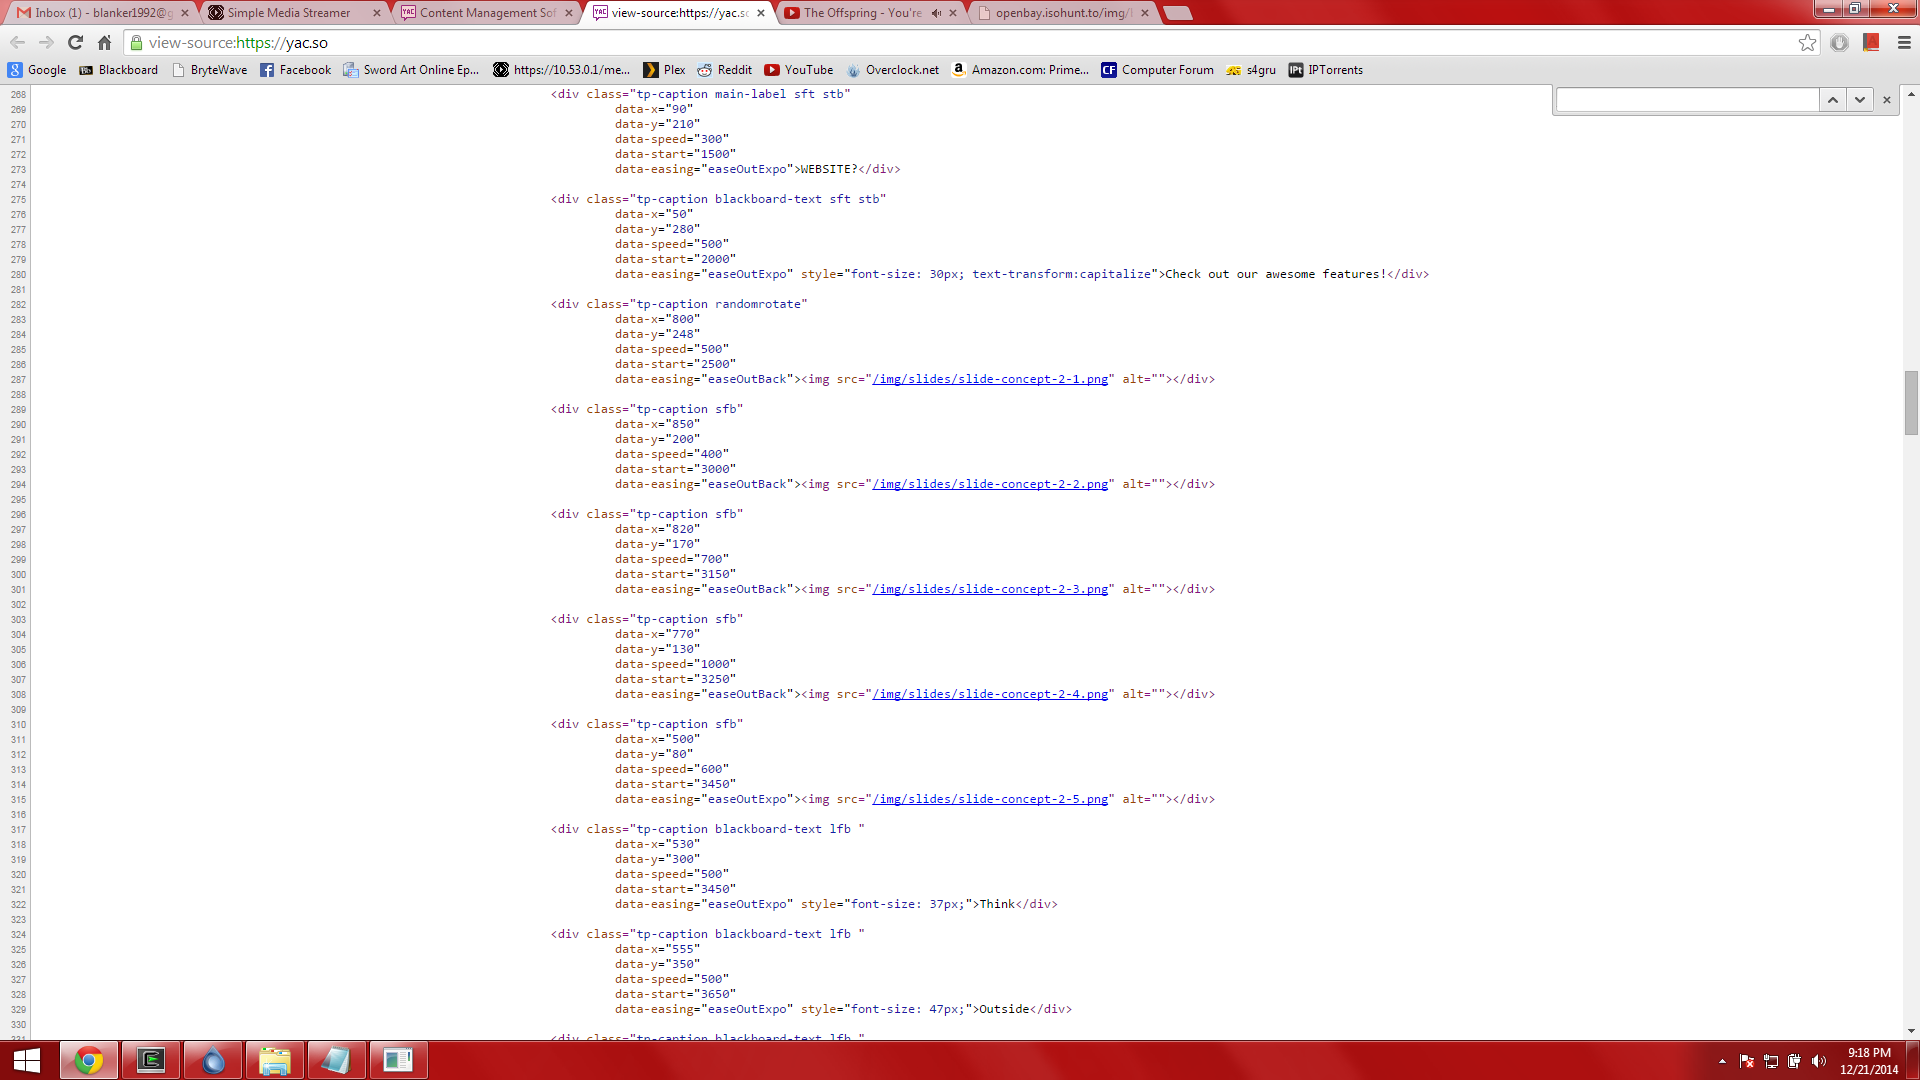 Inbox (1) - blanker1992@g
Simple Media Streamer
Content Management Sof
view-source:https://yac.so
The Offspring - You're
openbay.isohunt.to/img/
view-source:https://yac.so
Google
Blackboard
BryteWave
Facebook
Sword Art Online Ep...
https://10.53.0.1/me...
Plex
Reddit
YouTube
Overclock.net
Amazon.com: Prime...
Computer Forum
s4gru
IPTorrents
268 <div class="tp-caption main-label sft stb"
269 data-x="90"
270 data-y="210"
271 data-speed="300"
272 data-start="1500"
273 data-easing="easeOutExpo">WEBSITE?</div>
274
275 <div class="tp-caption blackboard-text sft stb"
276 data-x="50"
277 data-y="280"
278 data-speed="500"
279 data-start="2000"
280 data-easing="easeOutExpo" style="font-size: 30px; text-transform:capitalize">Check out our awesome features!</div>
281
282 <div class="tp-caption randomrotate"
283 data-x="800"
284 data-y="248"
285 data-speed="500"
286 data-start="2500"
287 data-easing="easeOutBack"><img src="/img/slides/slide-concept-2-1.png" alt=""></div>
288
289 <div class="tp-caption sfb"
290 data-x="850"
291 data-y="200"
292 data-speed="400"
293 data-start="3000"
294 data-easing="easeOutBack"><img src="/img/slides/slide-concept-2-2.png" alt=""></div>
295
296 <div class="tp-caption sfb"
297 data-x="820"
298 data-y="170"
299 data-speed="700"
300 data-start="3150"
301 data-easing="easeOutBack"><img src="/img/slides/slide-concept-2-3.png" alt=""></div>
302
303 <div class="tp-caption sfb"
304 data-x="770"
305 data-y="130"
306 data-speed="1000"
307 data-start="3250"
308 data-easing="easeOutBack"><img src="/img/slides/slide-concept-2-4.png" alt=""></div>
309
310 <div class="tp-caption sfb"
311 data-x="500"
312 data-y="80"
313 data-speed="600"
314 data-start="3450"
315 data-easing="easeOutExpo"><img src="/img/slides/slide-concept-2-5.png" alt=""></div>
316
317 <div class="tp-caption blackboard-text lfb "
318 data-x="530"
319 data-y="300"
320 data-speed="500"
321 data-start="3450"
322 data-easing="easeOutExpo" style="font-size: 37px;">Think</div>
323
324 <div class="tp-caption blackboard-text lfb "
325 data-x="555"
326 data-y="350"
327 data-speed="500"
328 data-start="3650"
329 data-easing="easeOutExpo" style="font-size: 47px;">Outside</div>
330
331 <div class="tp-caption blackboard-text lfb "
9:18 PM
12/21/2014